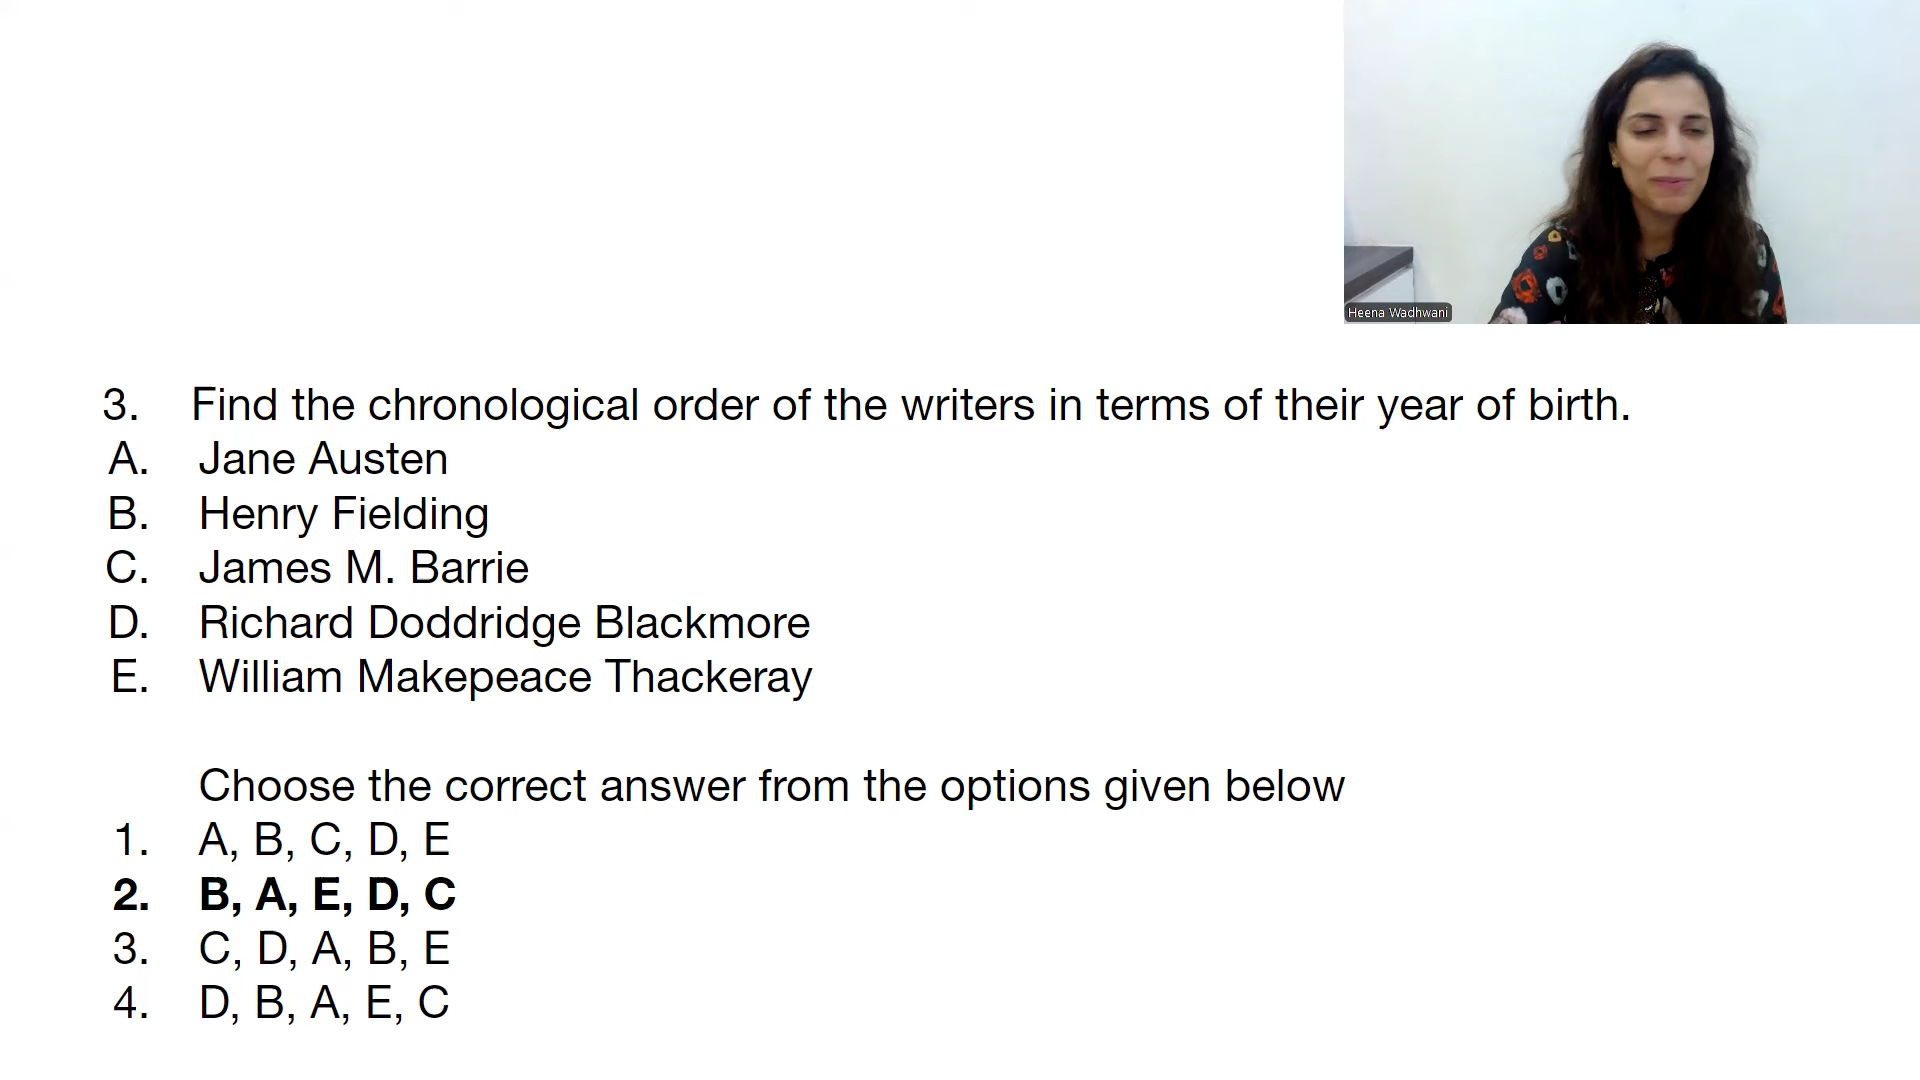 Heena Wadhwani
3. Find the chronological order of the writers in terms of their year of birth.
A. Jane Austen
B. Henry Fielding
C. James M. Barrie
D. Richard Doddridge Blackmore
E. William Makepeace Thackeray
Choose the correct answer from the options given below
1. A, B, C, D, E
2. B, A, E, D, C
3. C, D, A, B, E
4. D, B, A, E, C